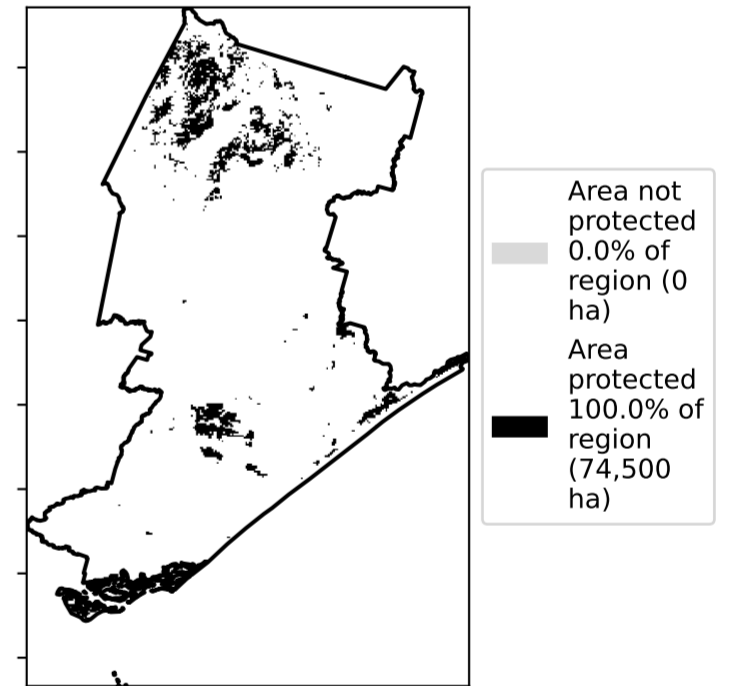 Area not
protected
0.0% of
region (0
ha)
Area
protected
100.0% of
region
(74,500
ha)